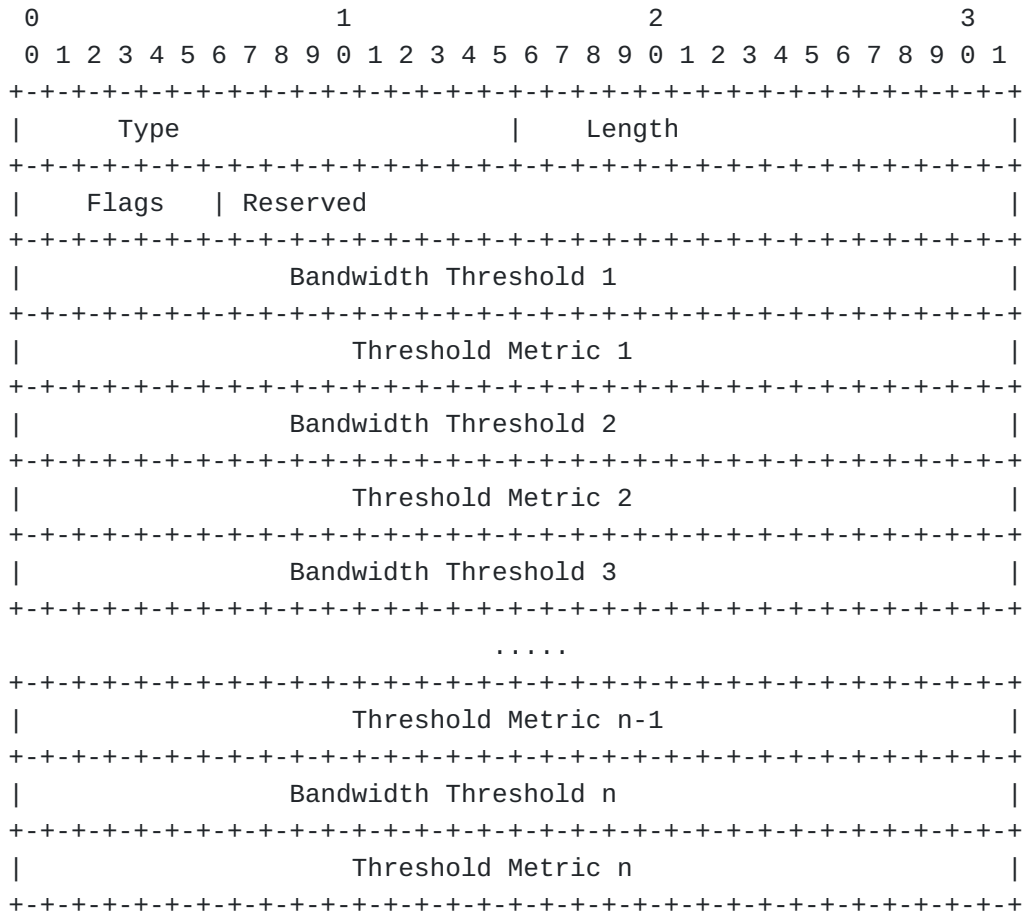 0                   1                   2                   3
 0 1 2 3 4 5 6 7 8 9 0 1 2 3 4 5 6 7 8 9 0 1 2 3 4 5 6 7 8 9 0 1
+-+-+-+-+-+-+-+-+-+-+-+-+-+-+-+-+-+-+-+-+-+-+-+-+-+-+-+-+-+-+-+-+
|      Type                     |    Length                     |
+-+-+-+-+-+-+-+-+-+-+-+-+-+-+-+-+-+-+-+-+-+-+-+-+-+-+-+-+-+-+-+-+
|    Flags   | Reserved                                         |
+-+-+-+-+-+-+-+-+-+-+-+-+-+-+-+-+-+-+-+-+-+-+-+-+-+-+-+-+-+-+-+-+
|                 Bandwidth Threshold 1                         |
+-+-+-+-+-+-+-+-+-+-+-+-+-+-+-+-+-+-+-+-+-+-+-+-+-+-+-+-+-+-+-+-+
|                     Threshold Metric 1                        |
+-+-+-+-+-+-+-+-+-+-+-+-+-+-+-+-+-+-+-+-+-+-+-+-+-+-+-+-+-+-+-+-+
|                 Bandwidth Threshold 2                         |
+-+-+-+-+-+-+-+-+-+-+-+-+-+-+-+-+-+-+-+-+-+-+-+-+-+-+-+-+-+-+-+-+
|                     Threshold Metric 2                        |
+-+-+-+-+-+-+-+-+-+-+-+-+-+-+-+-+-+-+-+-+-+-+-+-+-+-+-+-+-+-+-+-+
|                 Bandwidth Threshold 3                         |
+-+-+-+-+-+-+-+-+-+-+-+-+-+-+-+-+-+-+-+-+-+-+-+-+-+-+-+-+-+-+-+-+
                               .....
+-+-+-+-+-+-+-+-+-+-+-+-+-+-+-+-+-+-+-+-+-+-+-+-+-+-+-+-+-+-+-+-+
|                     Threshold Metric n-1                      |
+-+-+-+-+-+-+-+-+-+-+-+-+-+-+-+-+-+-+-+-+-+-+-+-+-+-+-+-+-+-+-+-+
|                 Bandwidth Threshold n                         |
+-+-+-+-+-+-+-+-+-+-+-+-+-+-+-+-+-+-+-+-+-+-+-+-+-+-+-+-+-+-+-+-+
|                     Threshold Metric n                        |
+-+-+-+-+-+-+-+-+-+-+-+-+-+-+-+-+-+-+-+-+-+-+-+-+-+-+-+-+-+-+-+-+